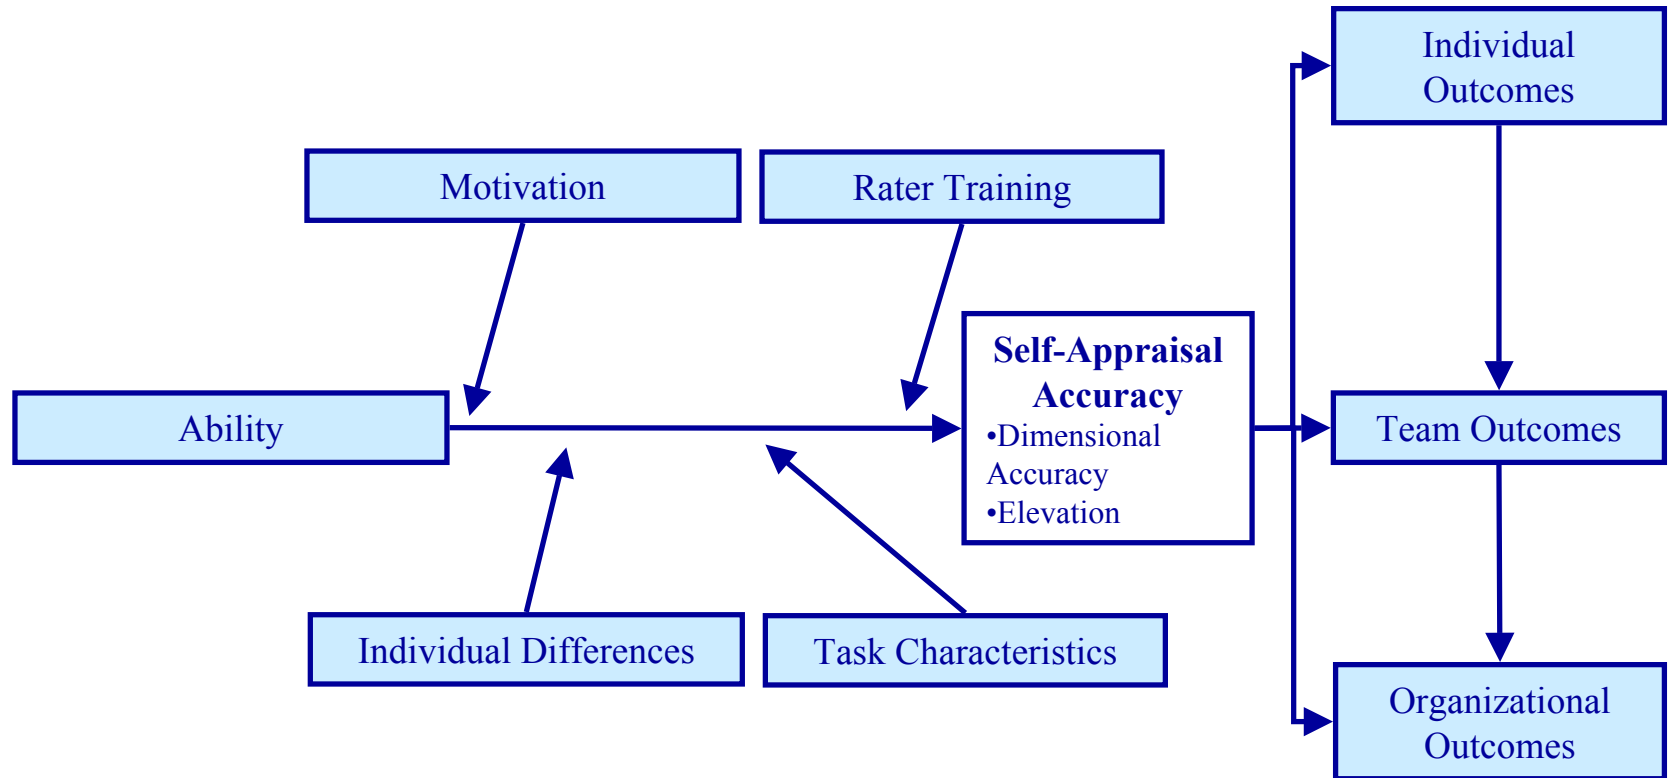 Individual
Outcomes
Motivation
Rater Training
Self-Appraisal
Accuracy
•Dimensional
Accuracy
•Elevation
Ability
Team Outcomes
Individual Differences
Task Characteristics
Organizational
Outcomes